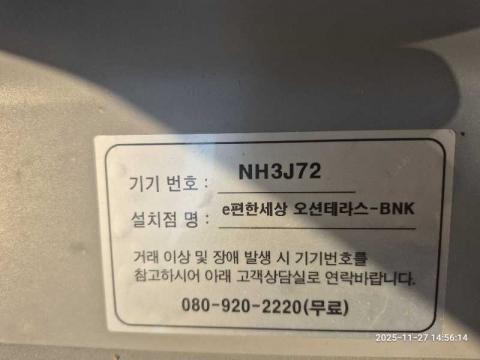 기기 번호 : NH3J72
설치점 명 : e편한세상 오션테라스-BNK
거래 이상 및 장애 발생 시 기기번호를
참고하시어 아래 고객상담실로 연락바랍니다.
080-920-2220(무료)
2025-11-27 14:56:14